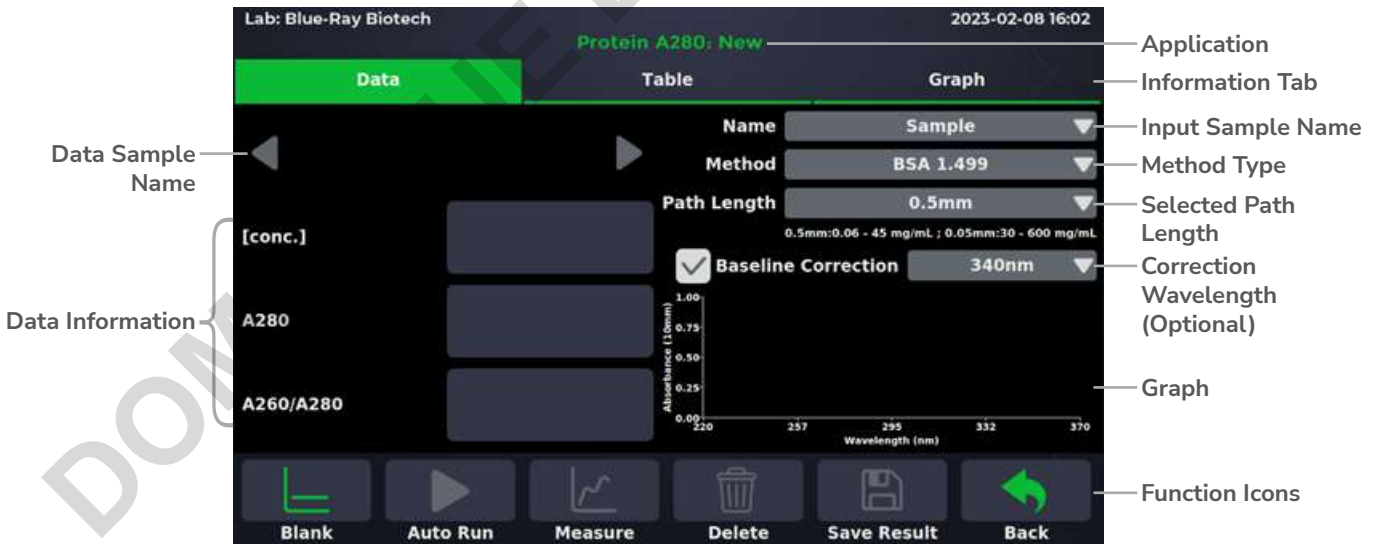 Lab: Blue-Ray Biotech
2023-02-08 16:02
Protein A280: New
Application
Data
Table
Graph
Information Tab
Name
Sample
Input Sample Name
Data Sample
Name
Method
BSA 1.499
Method Type
Path Length
0.5mm
Selected Path
Length
0.5mm:0.06 - 45 mg/mL ; 0.05mm:30 - 600 mg/mL
[conc.]
Baseline Correction
340nm
Correction
Wavelength
(Optional)
Data Information
A280
A260/A280
Absorbance (10mm)
1.00
0.75
0.50
0.25
0.00
220
257
295
332
370
Wavelength (nm)
Graph
Blank
Auto Run
Measure
Delete
Save Result
Back
Function Icons